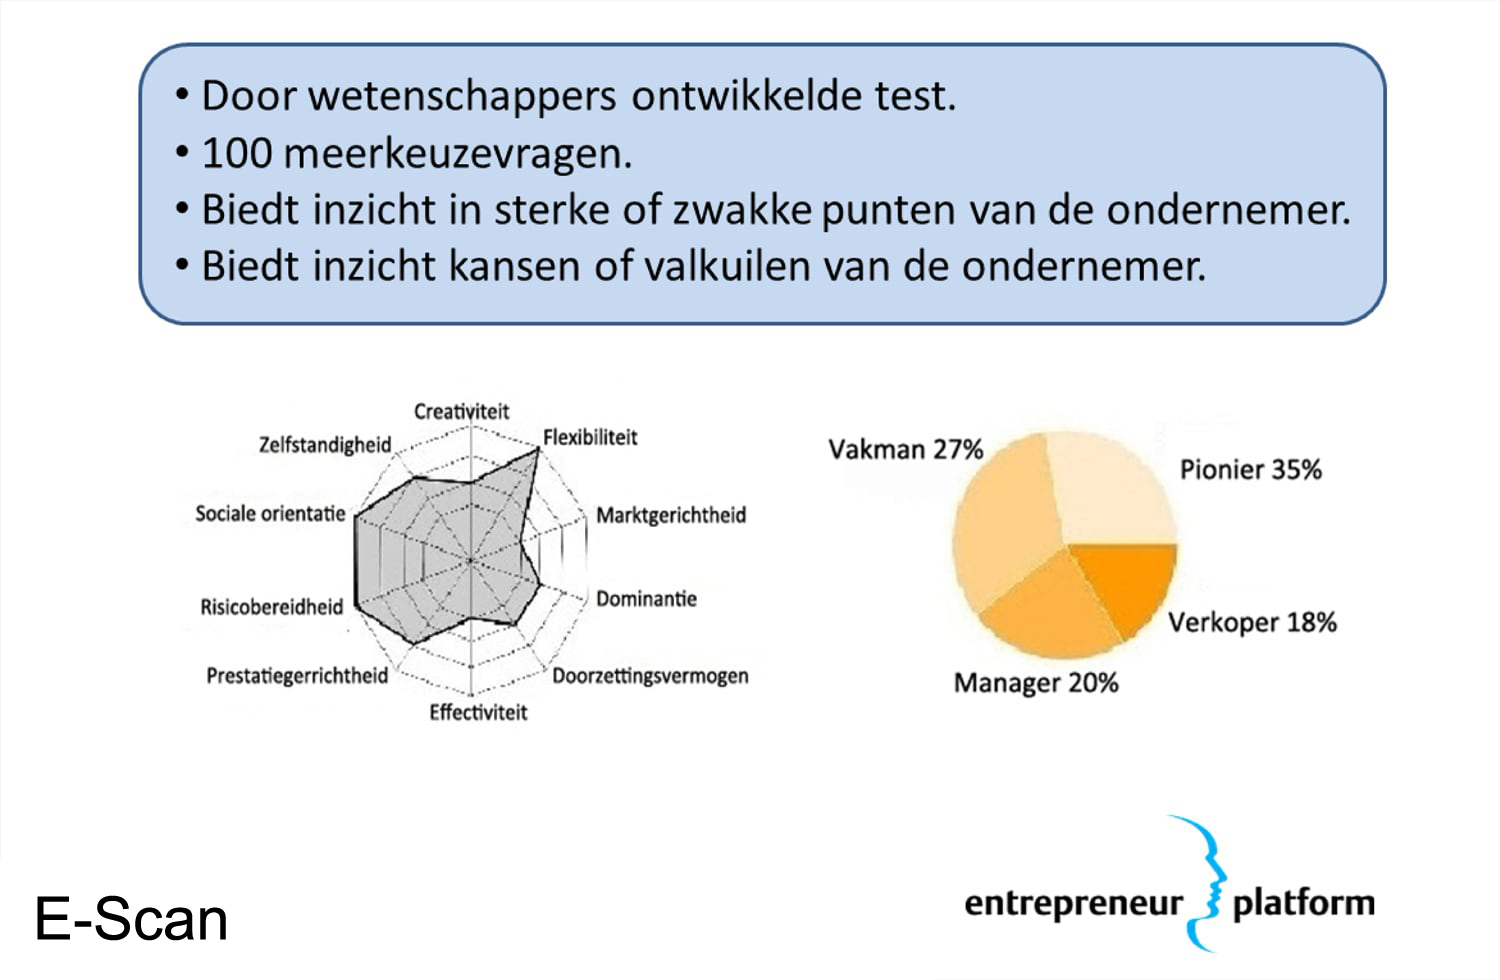 • Door wetenschappers ontwikkelde test.
• 100 meerkeuzevragen.
• Biedt inzicht in sterke of zwakke punten van de ondernemer.
• Biedt inzicht kansen of valkuilen van de ondernemer.
Creativiteit
Flexibiliteit
Zelfstandigheid
Sociale orientatie
Marktgerichtheid
Risicobereidheid
Dominantie
Prestatiegerrichtheid
Doorzettingsvermogen
Effectiviteit
Vakman 27%
Pionier 35%
Verkoper 18%
Manager 20%
E-Scan
entrepreneur platform